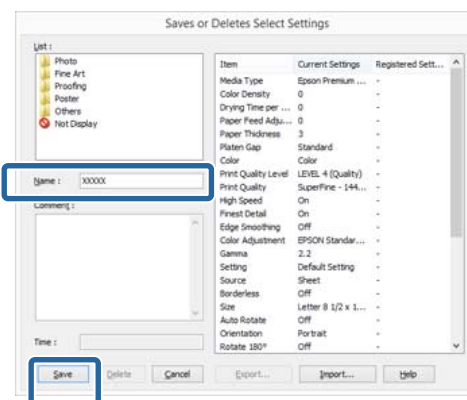 Saves or Deletes Select Settings
List :
Photo
Fine Art
Proofing
Poster
Others
Not Display
Name : XXXXX
Comment :
Time :
Item Current Settings Registered Sett...
Media Type Epson Premium ... -
Color Density 0 -
Drying Time per ... 0 -
Paper Feed Adju... 0 -
Paper Thickness 3 -
Platen Gap Standard -
Color Color -
Print Quality Level LEVEL 4 (Quality) -
Print Quality SuperFine - 144... -
High Speed On -
Finest Detail On -
Edge Smoothing Off -
Color Adjustment EPSON Standar... -
Gamma 2.2 -
Setting Default Setting -
Source Sheet -
Borderless Off -
Size Letter 8 1/2 x 1... -
Auto Rotate Off -
Orientation Portrait -
Rotate 180° Off -
Save Delete Cancel Export... Import... Help